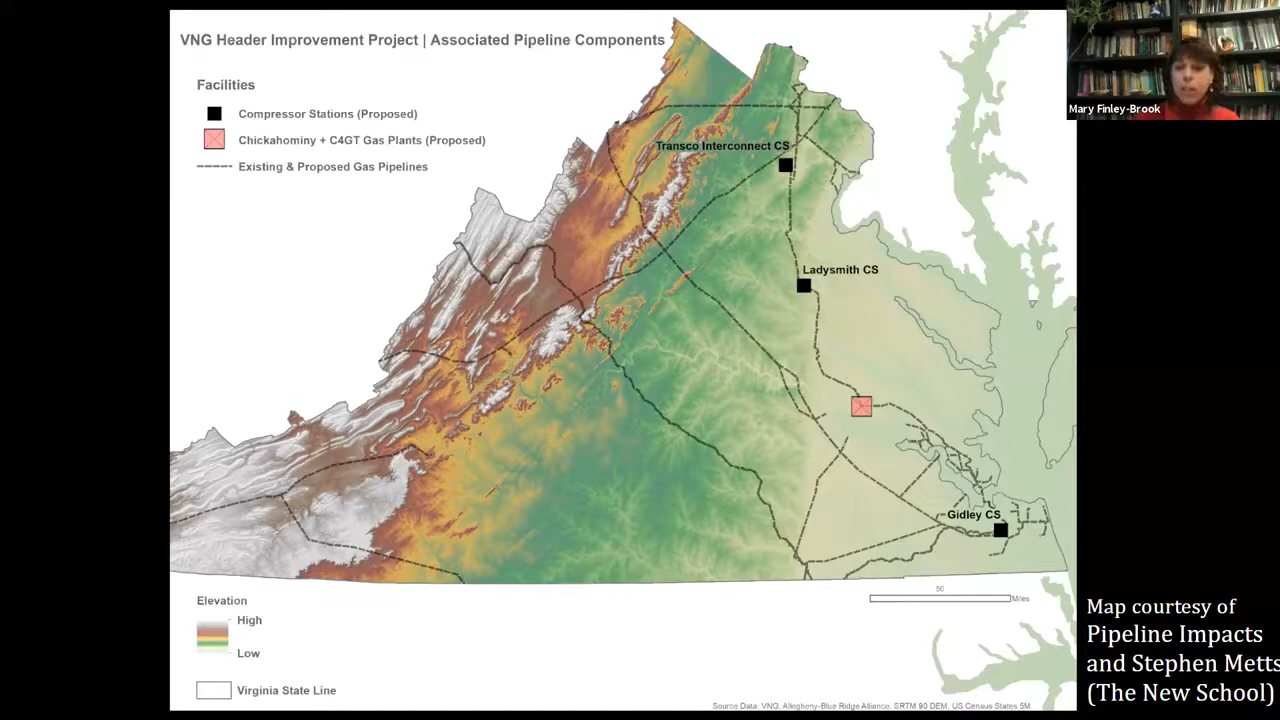 VNG Header Improvement Project | Associated Pipeline Components
Facilities
Compressor Stations (Proposed)
Chickahominy + C4GT Gas Plants (Proposed)
Existing & Proposed Gas Pipelines
Mary Finley-Brook
Transco Interconnect CS
Ladysmith CS
Gidley CS
Elevation
High
Low
Virginia State Line
50
Miles
Source Data: VNG, Allegheny-Blue Ridge Alliance, SRTM 90 DEM, US Census States 5M
Map courtesy of
Pipeline Impacts
and Stephen Metts
(The New School)